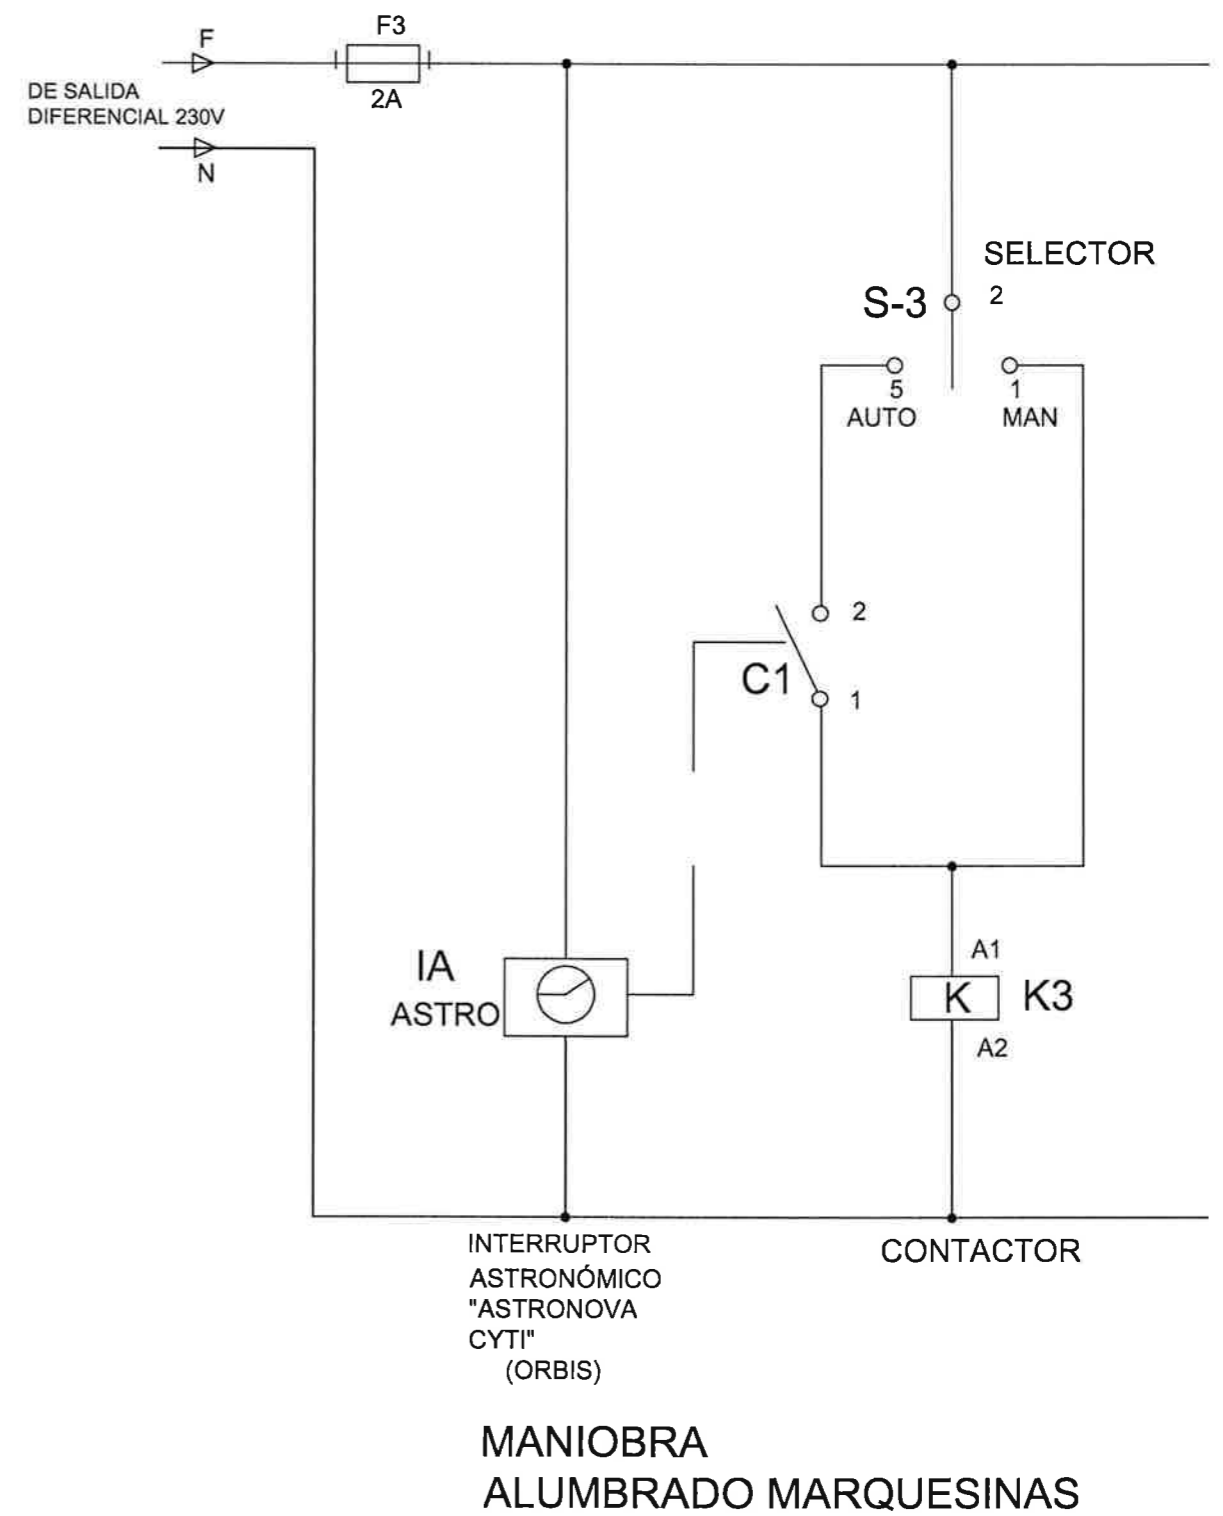 F
F3
DE SALIDA
DIFERENCIAL 230V
2A
N
SELECTOR
S-3
2
5
1
AUTO
MAN
2
C1
1
IA
ASTRO
A1
K
K3
A2
INTERRUPTOR
ASTRONÓMICO
"ASTRONOVA
CYTI"
(ORBIS)
CONTACTOR
MANIOBRA
ALUMBRADO MARQUESINAS